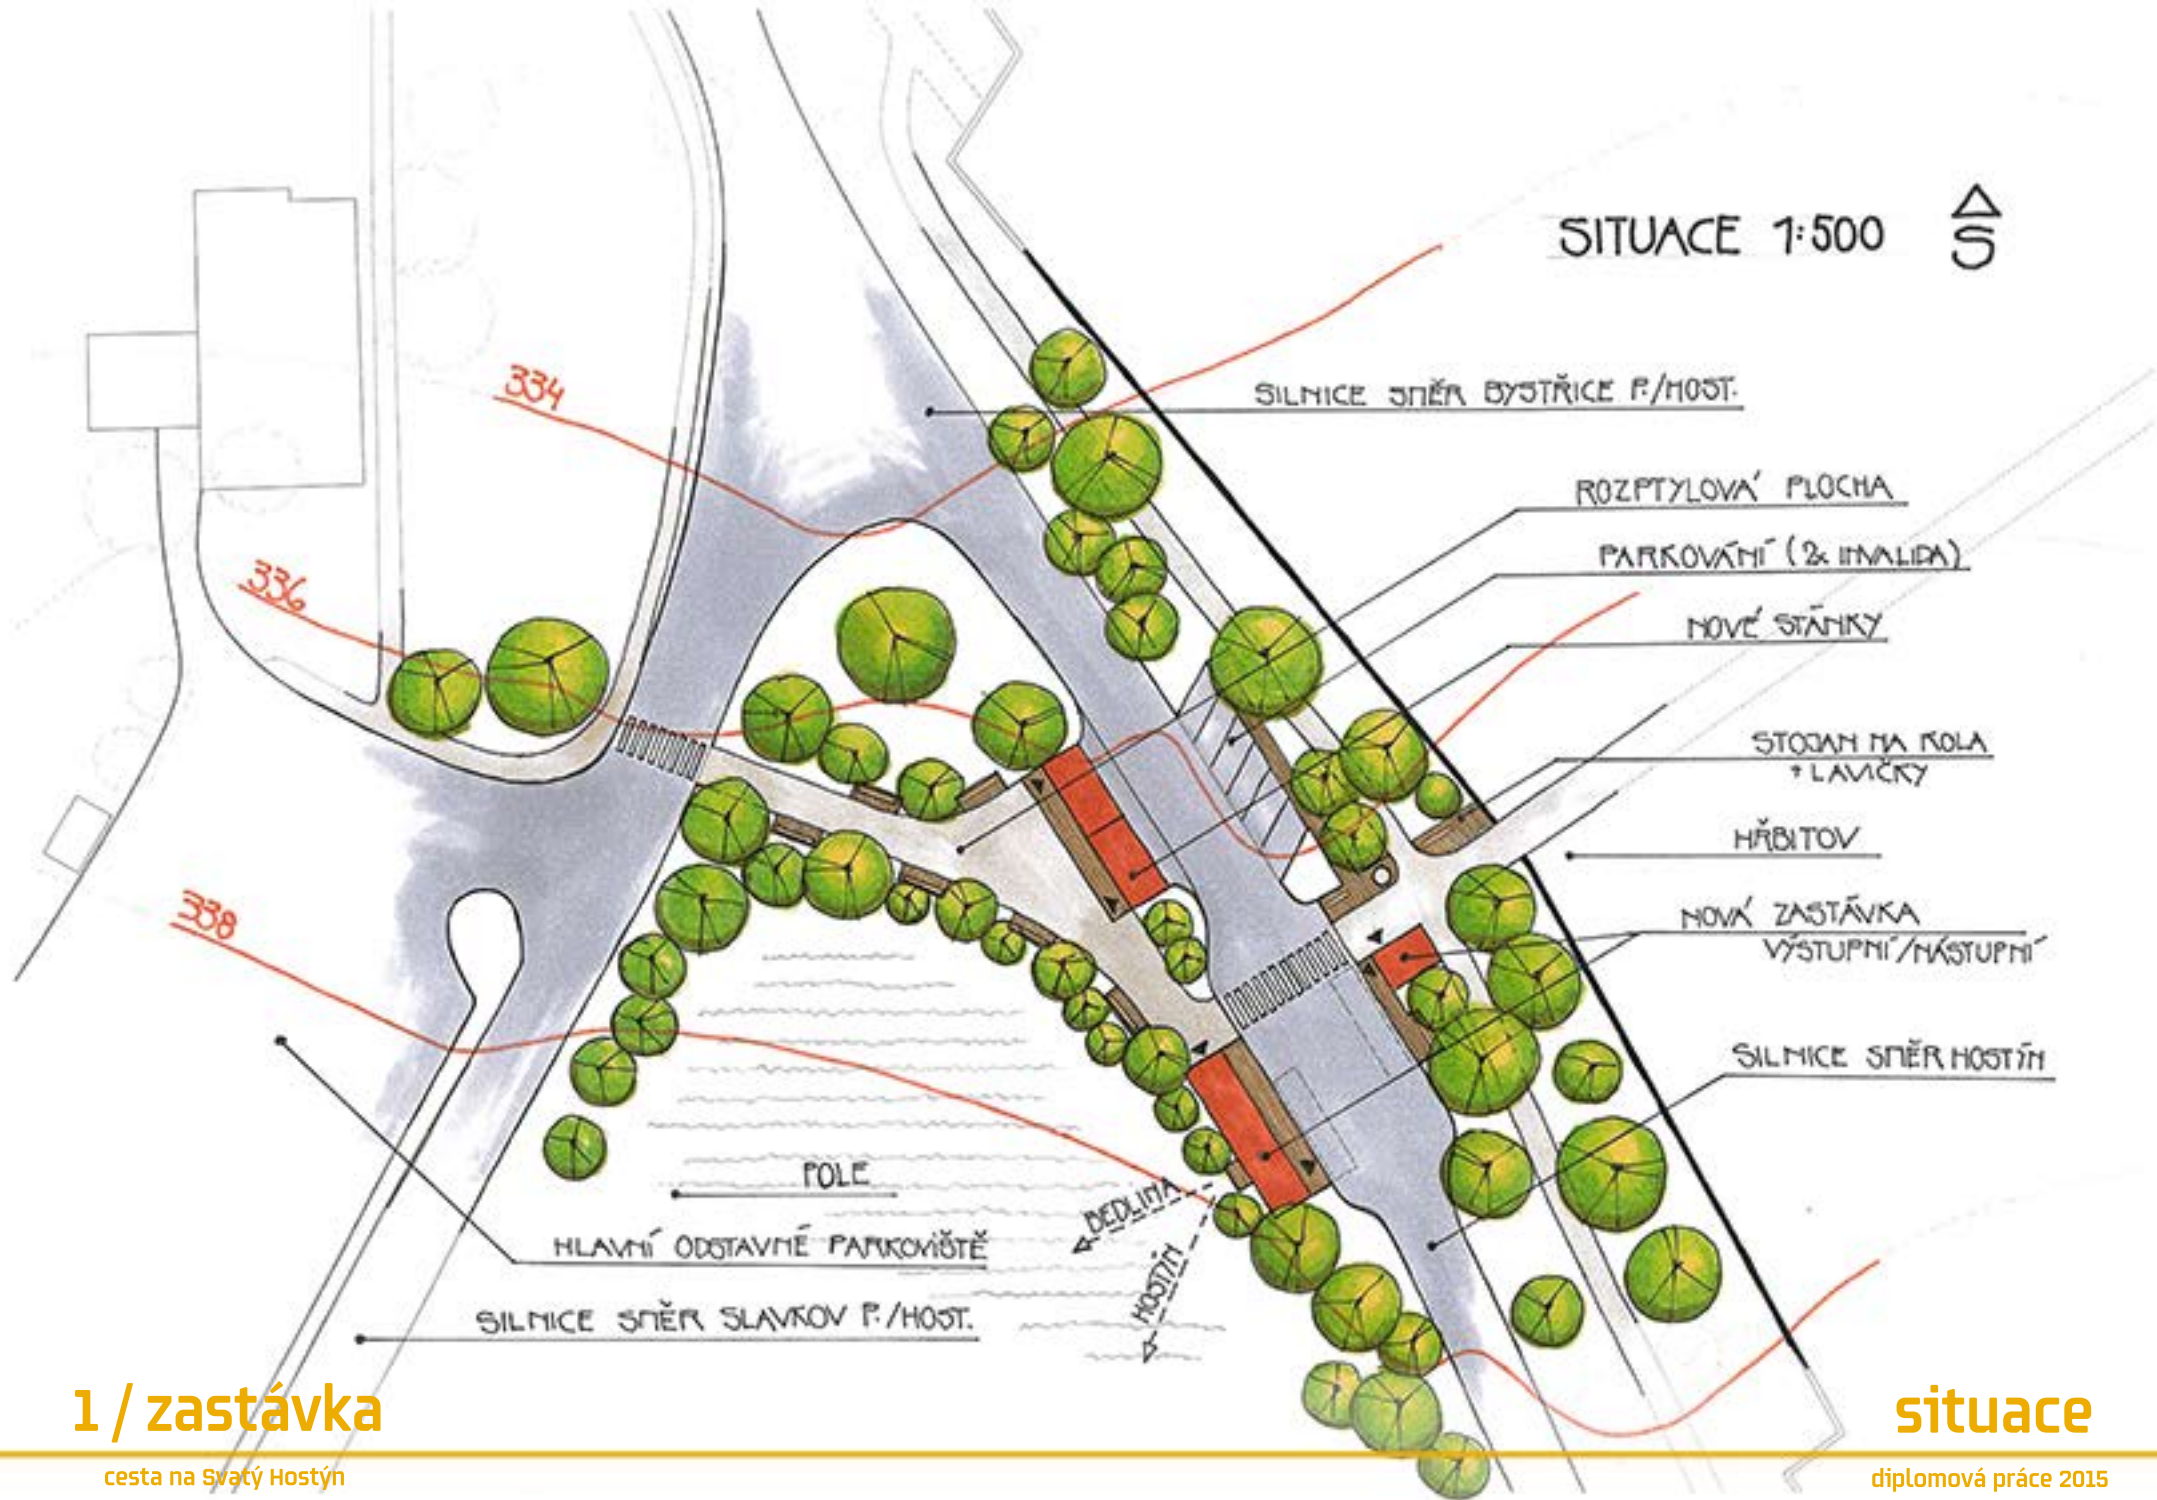 SITUACE 1:500
S
334
SILNICE SMĚR BYSTŘICE P./HOST.
ROZPTYLOVÁ PLOCHA
PARKOVÁNÍ (2x INVALIDA)
336
NOVÉ STÁNKY
STOJAN NA KOLA
+ LAVIČKY
HŘBITOV
338
NOVÁ ZASTÁVKA
VÝSTUPNÍ/NÁSTUPNÍ
SILNICE SMĚR HOSTÍN
POLE
BEDLINA
HLAVNÍ ODSTAVNÉ PARKOVIŠTĚ
HOSTÝN
SILNICE SMĚR SLAVKOV P./HOST.
1 / zastávka
situace
cesta na Svatý Hostýn
diplomová práce 2015